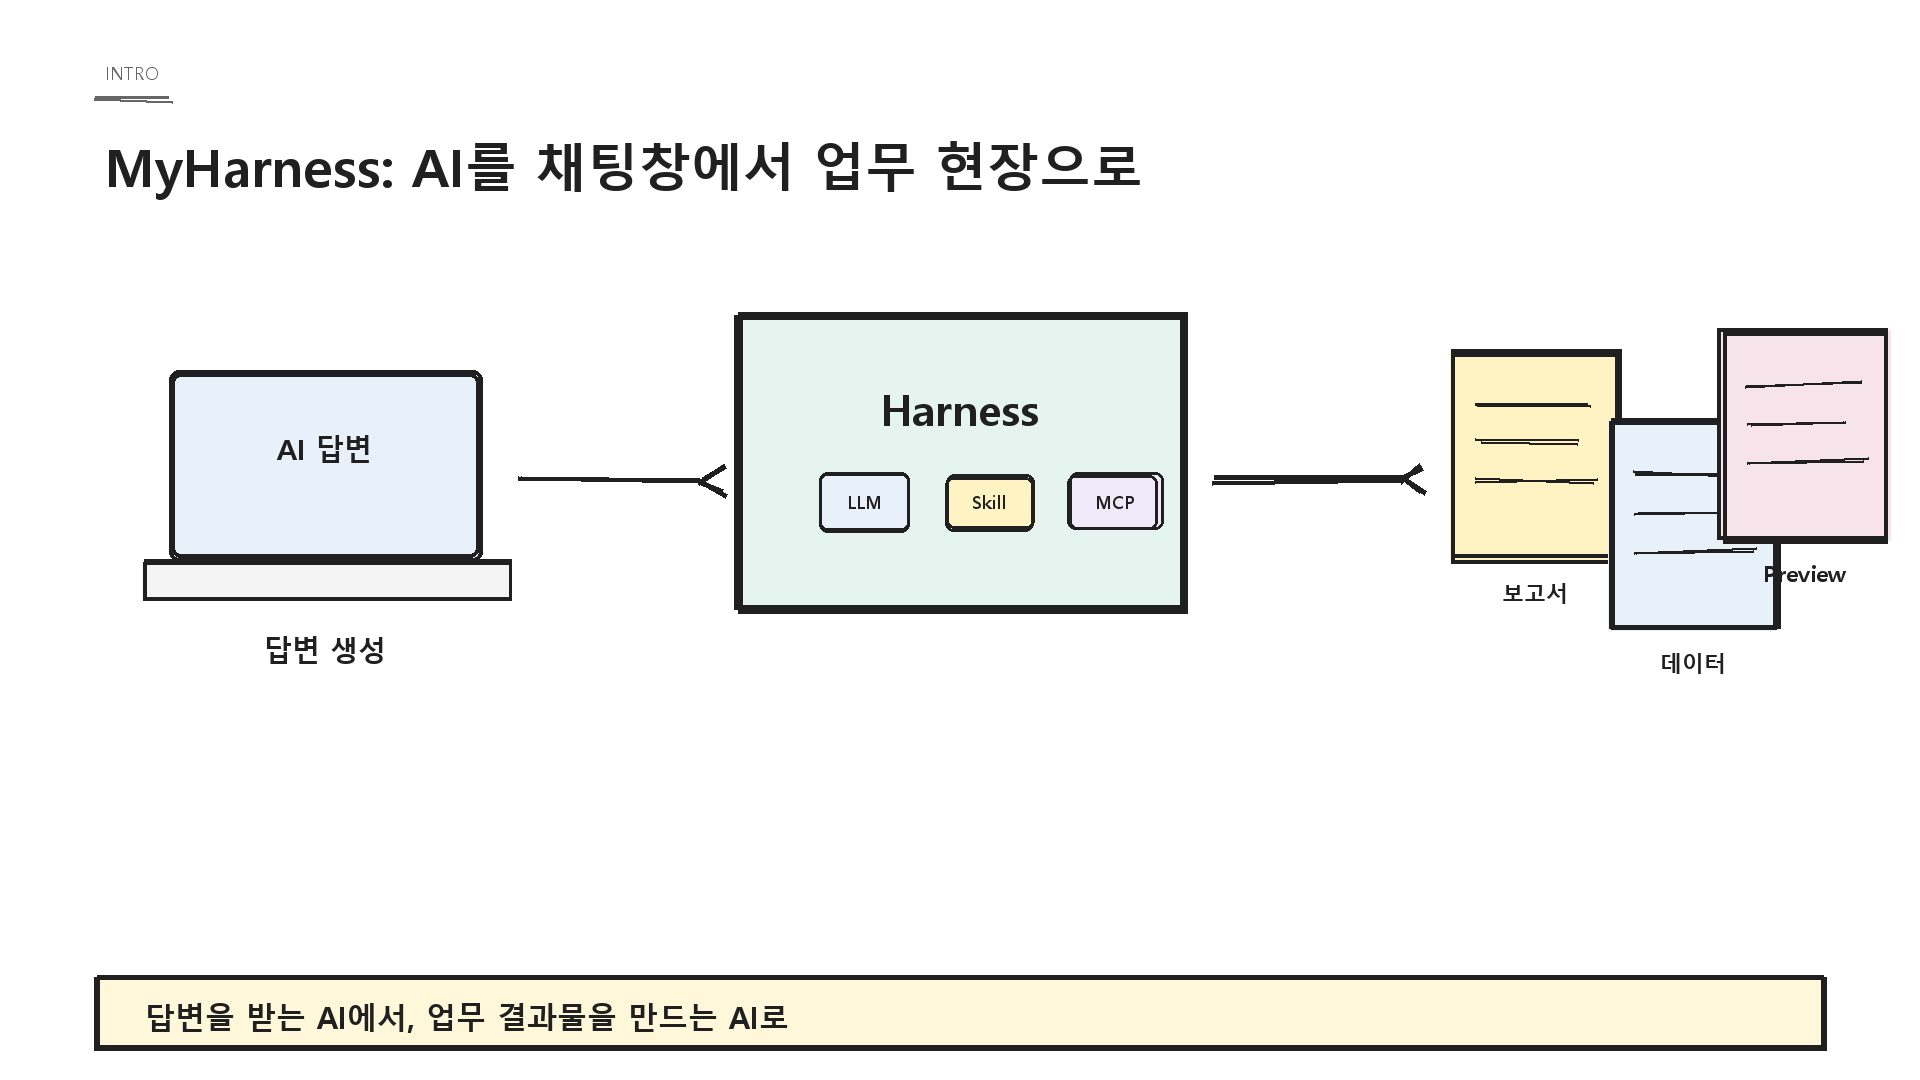 INTRO
MyHarness: AI를 채팅창에서 업무 현장으로
AI 답변
답변 생성
Harness
LLM
Skill
MCP
보고서
데이터
Preview
답변을 받는 AI에서, 업무 결과물을 만드는 AI로